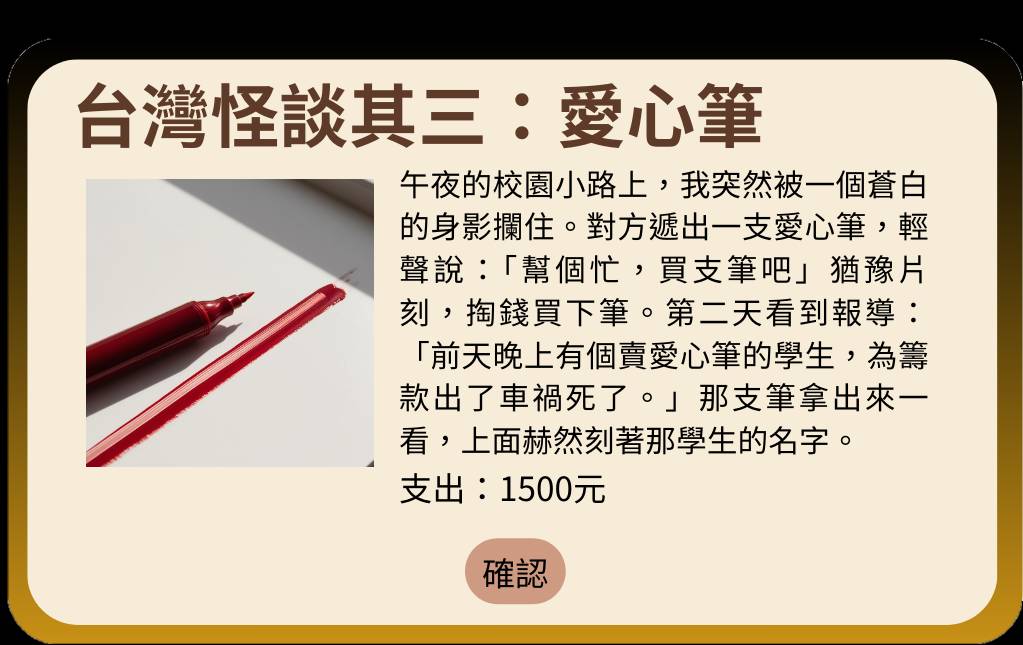 台灣怪談其三：愛心筆
午夜的校園小路上，我突然被一個蒼白
的身影攔住。對方遞出一支愛心筆，輕
聲說：「幫個忙，買支筆吧」猶豫片
刻，掏錢買下筆。第二天看到報導：
「前天晚上有個賣愛心筆的學生，為籌
款出了車禍死了。」那支筆拿出來一
看，上面赫然刻著那學生的名字。
支出：1500元
確認